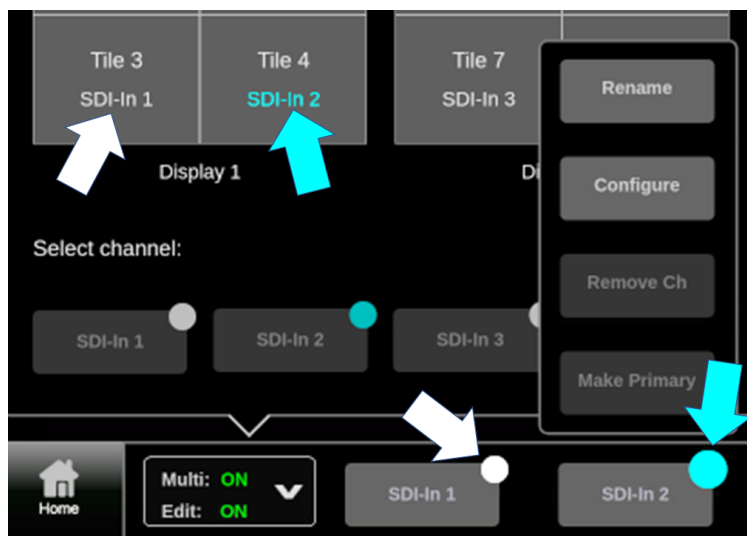 Tile 3
Tile 4
Tile 7
SDI-In 1
SDI-In 2
SDI-In 3
Rename
Display 1
Di
Configure
Select channel:
Remove Ch
SDI-In 1
SDI-In 2
SDI-In 3
Make Primary
Home
Multi: ON
Edit: ON
SDI-In 1
SDI-In 2